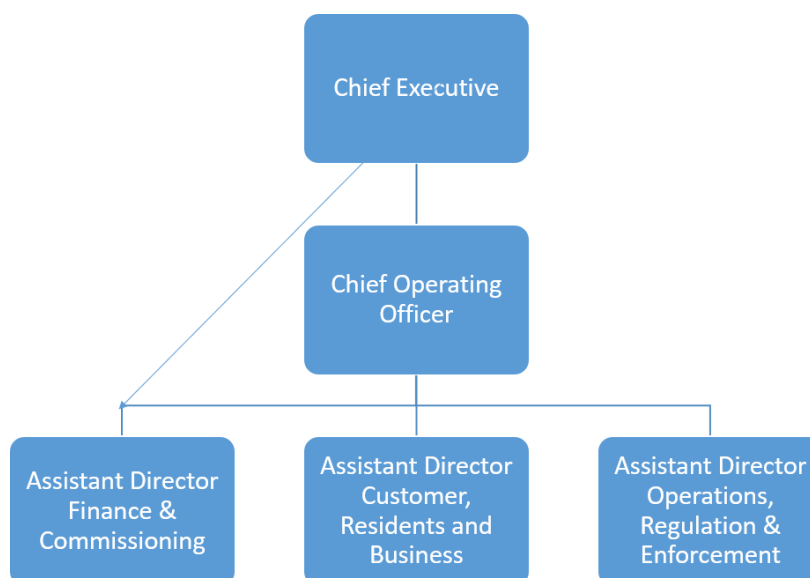 Chief Executive
Chief Operating
Officer
Assistant Director
Finance &
Commissioning
Assistant Director
Customer,
Residents and
Business
Assistant Director
Operations,
Regulation &
Enforcement